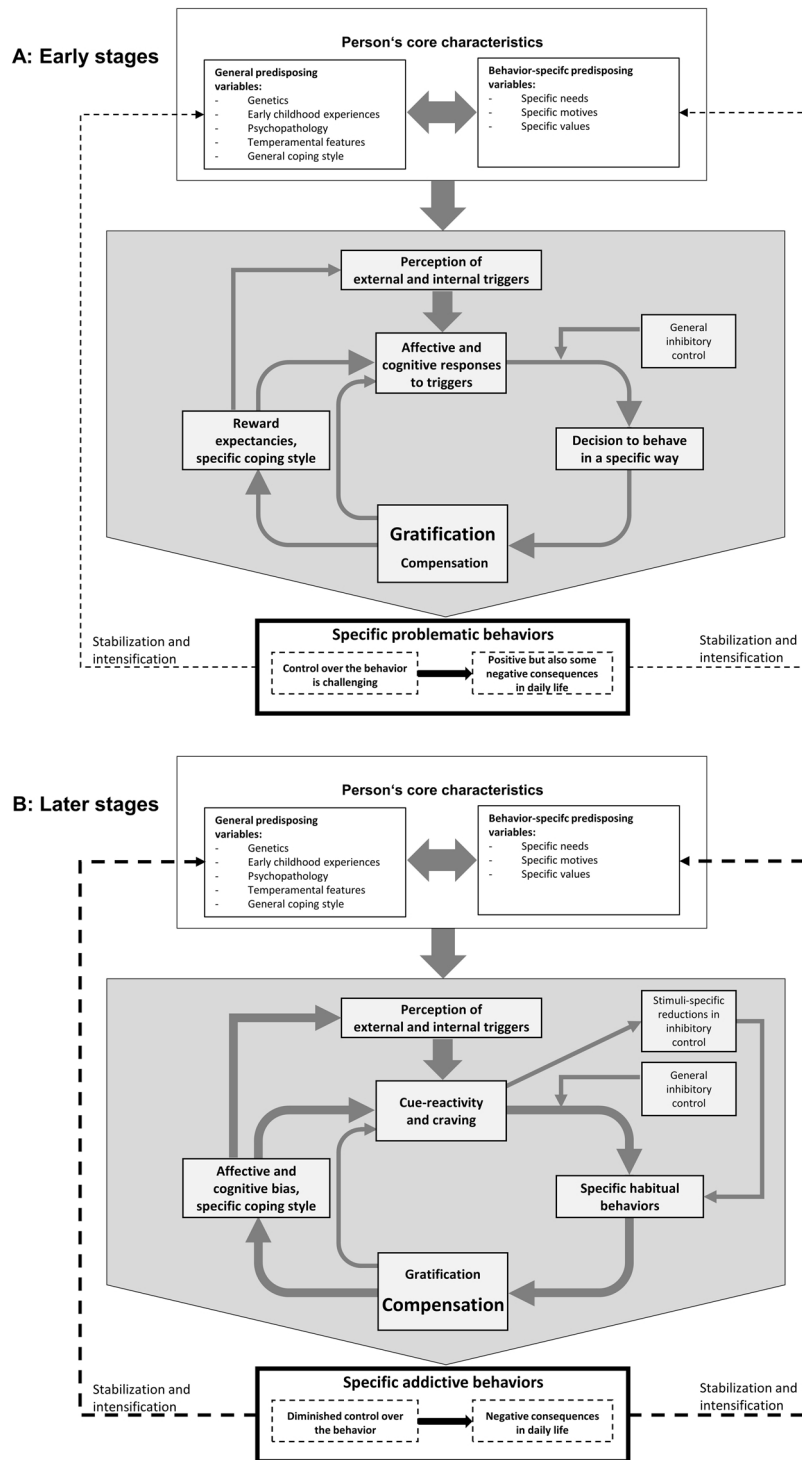 A: Early stages
Person‘s core characteristics
General predisposing
variables:
- Genetics
- Early childhood experiences
- Psychopathology
- Temperamental features
- General coping style
Behavior-specifc predisposing
variables:
- Specific needs
- Specific motives
- Specific values
Perception of
external and internal triggers
Affective and
cognitive responses
to triggers
General
inhibitory
control
Reward
expectancies,
specific coping style
Decision to behave
in a specific way
Gratification
Compensation
Stabilization and
intensification
Specific problematic behaviors
Control over the behavior
is challenging
Positive but also some
negative consequences
in daily life
Stabilization and
intensification
B: Later stages
Person‘s core characteristics
General predisposing
variables:
- Genetics
- Early childhood experiences
- Psychopathology
- Temperamental features
- General coping style
Behavior-specifc predisposing
variables:
- Specific needs
- Specific motives
- Specific values
Perception of
external and internal triggers
Stimuli-specific
reductions in
inhibitory
control
Cue-reactivity
and craving
General
inhibitory
control
Affective and
cognitive bias,
specific coping style
Specific habitual
behaviors
Gratification
Compensation
Stabilization and
intensification
Specific addictive behaviors
Diminished control over
the behavior
Negative consequences
in daily life
Stabilization and
intensification